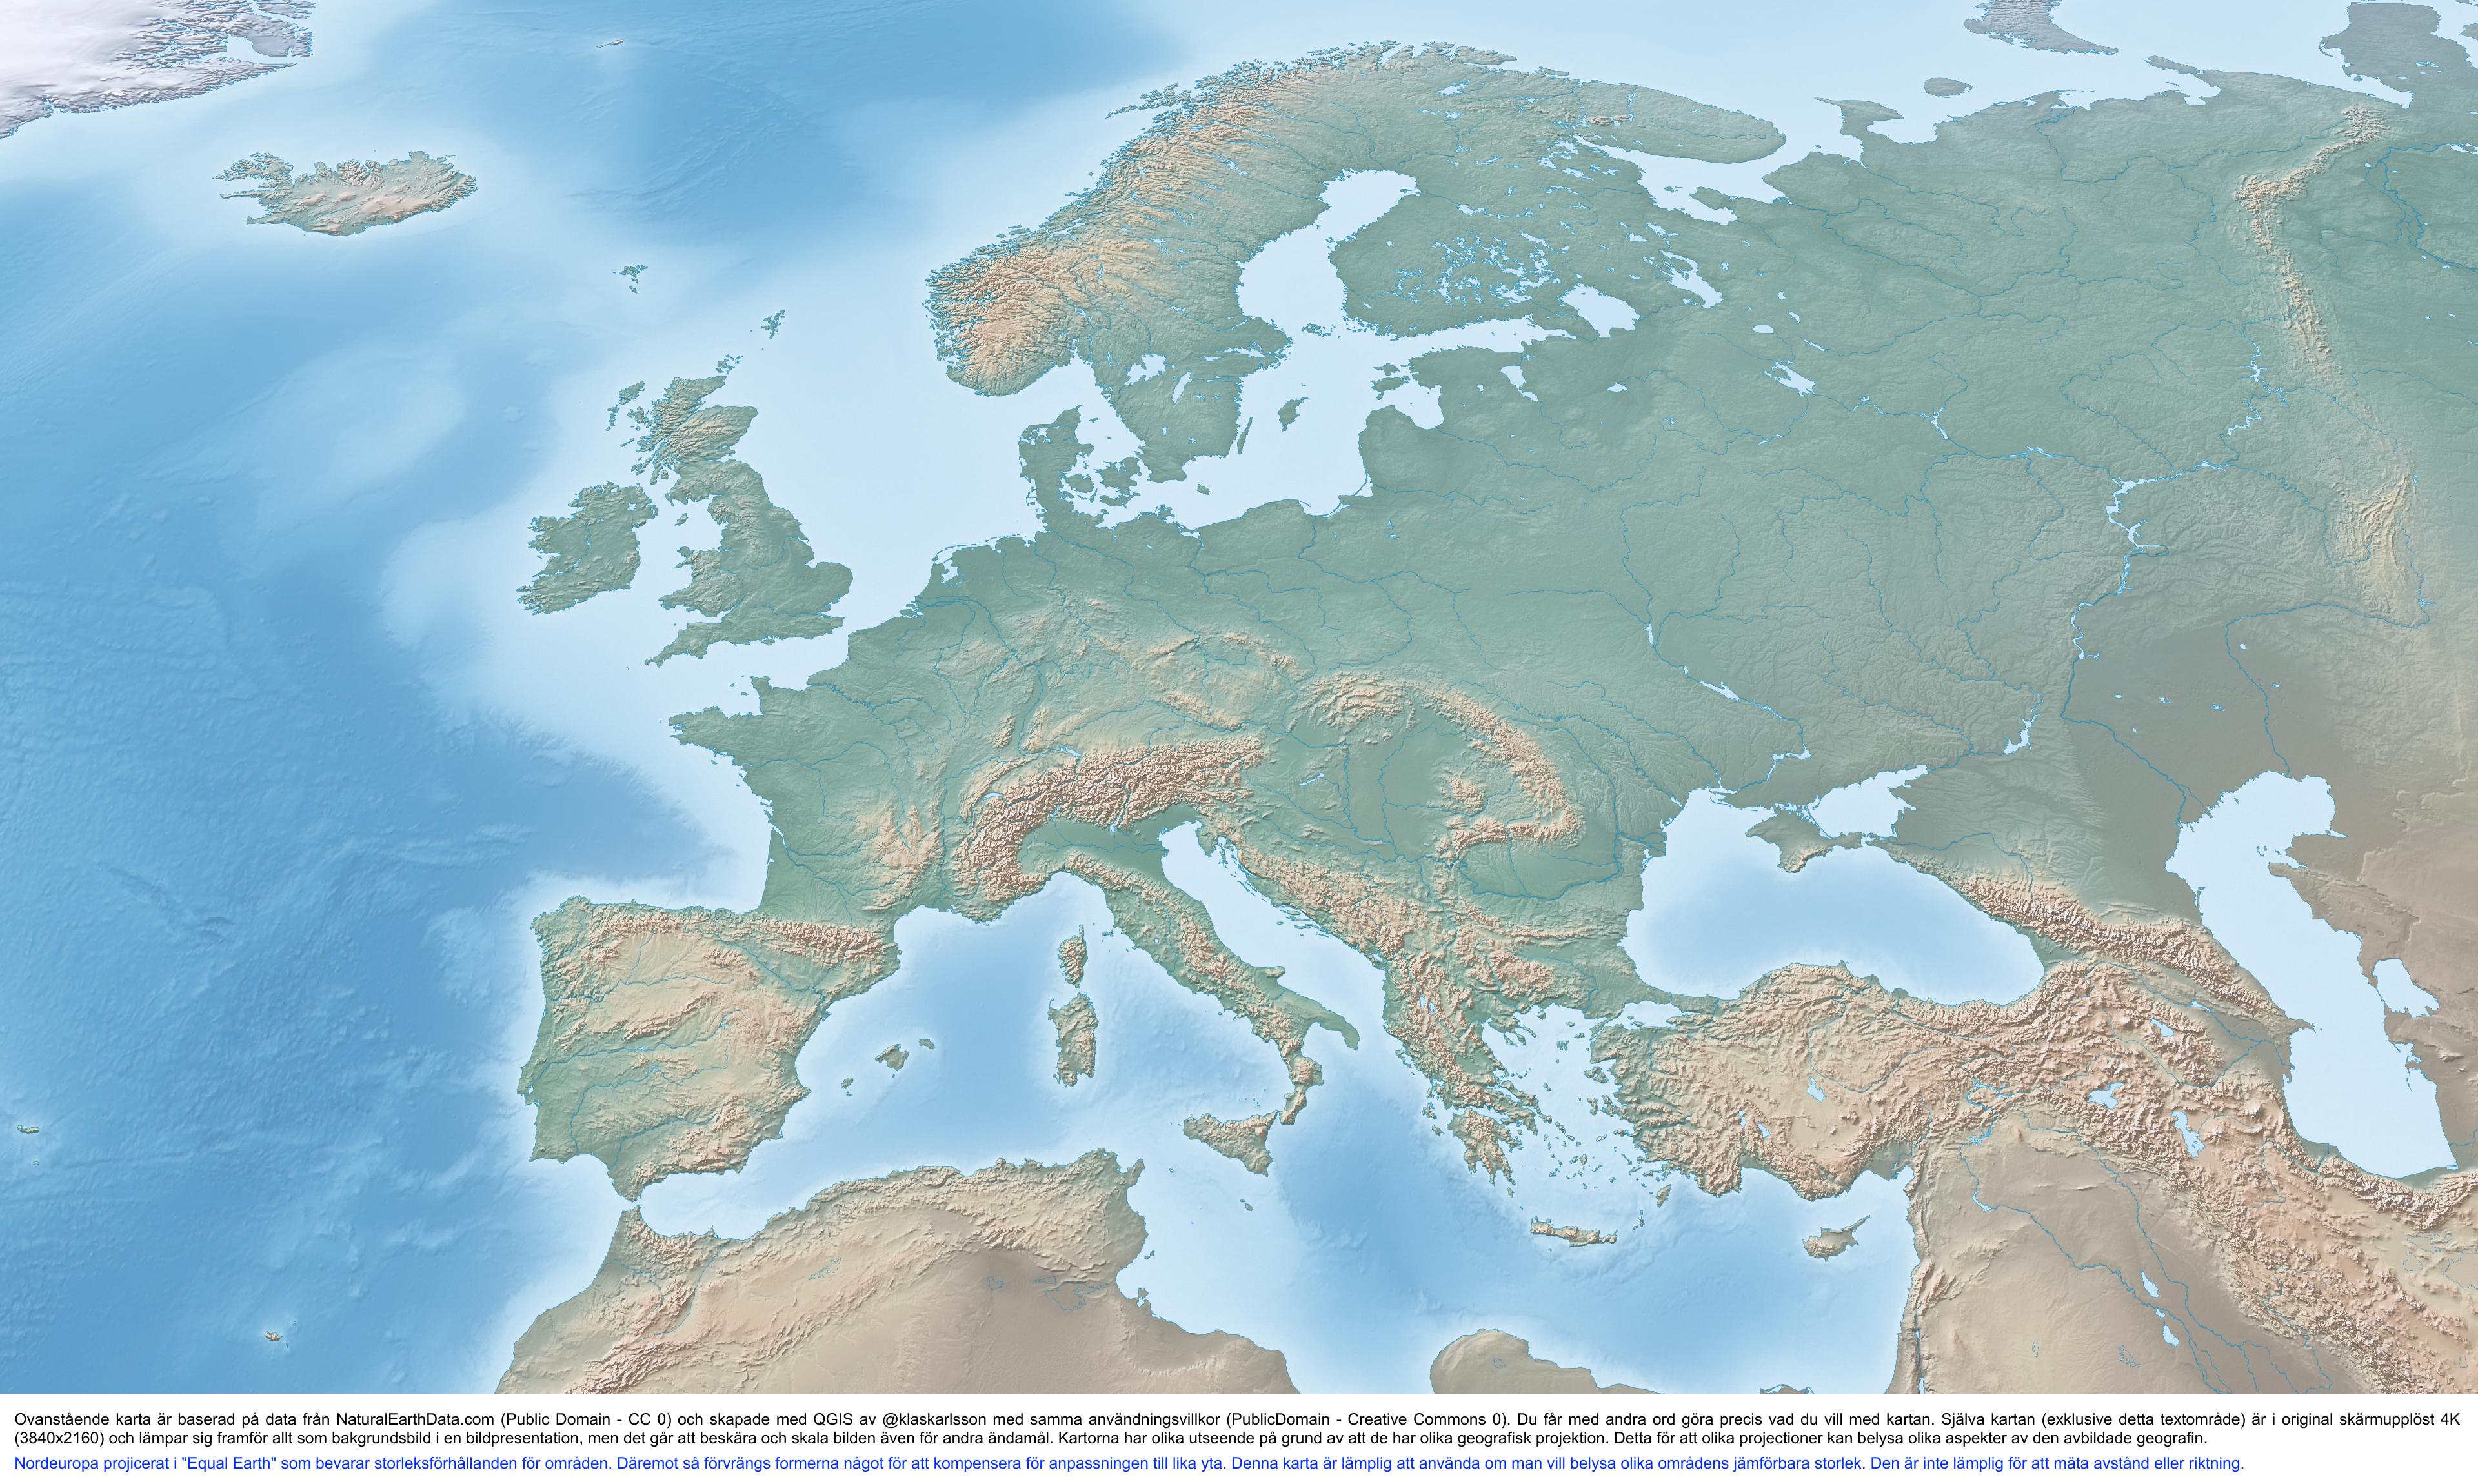 Ovanstående karta är baserad på data från NaturalEarthData.com (Public Domain - CC 0) och skapade med QGIS av @klaskarlsson med samma användningsvillkor (PublicDomain - Creative Commons 0). Du får med andra ord göra precis vad du vill med kartan. Själva kartan (exklusive detta textområde) är i original skärmupplöst 4K
(3840x2160) och lämpar sig framför allt som bakgrundsbild i en bildpresentation, men det går att beskära och skala bilden även för andra ändamål. Kartorna har olika utseende på grund av att de har olika geografisk projektion. Detta för att olika projectioner kan belysa olika aspekter av den avbildade geografin.
Nordeuropa projicerat i "Equal Earth" som bevarar storleksförhållanden för områden. Däremot så förvrängs formerna något för att kompensera för anpassningen till lika yta. Denna karta är lämplig att använda om man vill belysa olika områdens jämförbara storlek. Den är inte lämplig för att mäta avstånd eller riktning.